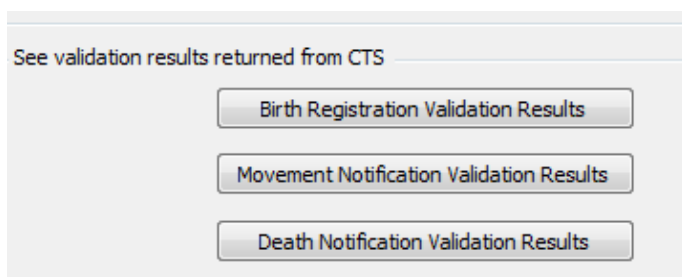 See validation results returned from CTS
Birth Registration Validation Results
Movement Notification Validation Results
Death Notification Validation Results